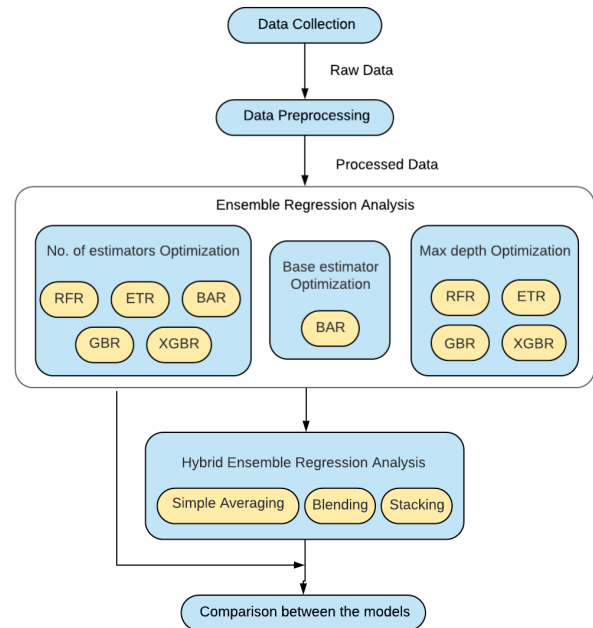 Data Collection
Raw Data
Data Preprocessing
Processed Data
Ensemble Regression Analysis
No. of estimators Optimization
RFR
ETR
BAR
GBR
XGBR
Base estimator
Optimization
BAR
Max depth Optimization
RFR
ETR
GBR
XGBR
Hybrid Ensemble Regression Analysis
Simple Averaging
Blending
Stacking
Comparison between the models